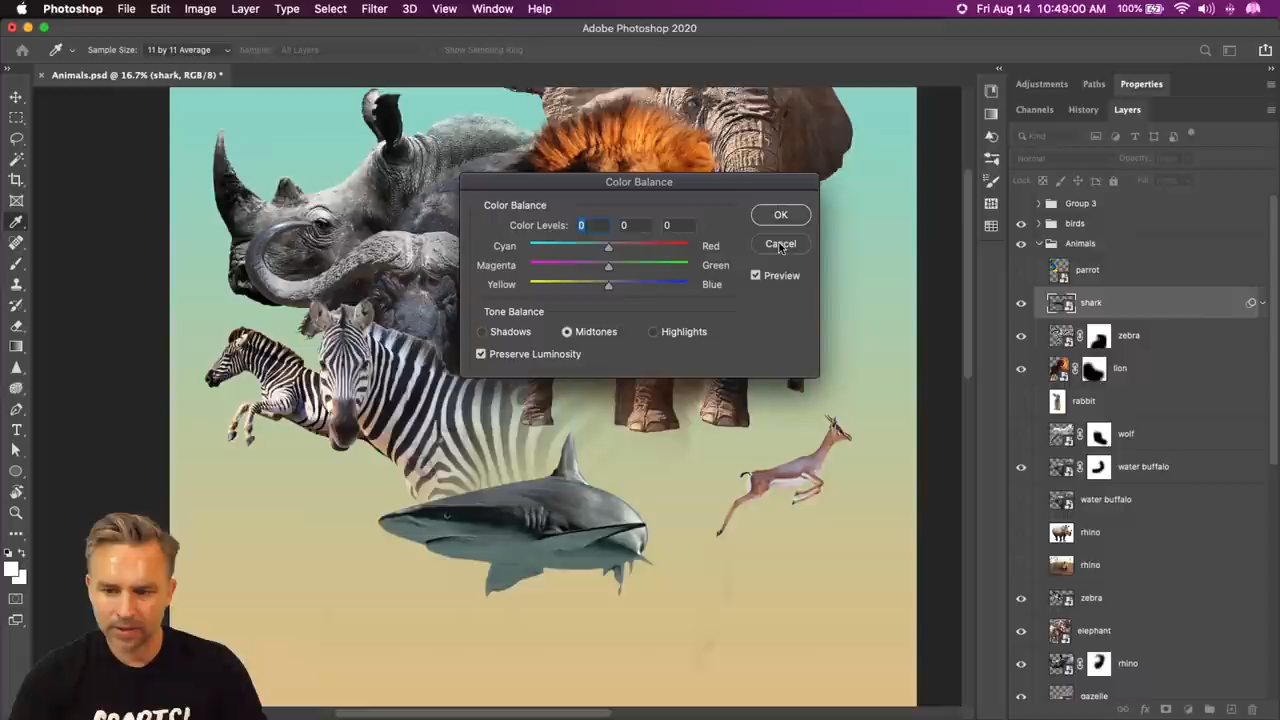 Photoshop File Edit Image Layer Type Select Filter 3D View Window Help 100% Fri Aug 14 10:49:00 AM
Adobe Photoshop 2020
Sample Size: 11 by 11 Average Sample: All Layers Show Sampling Ring
Animals.psd @ 16.7% (shark, RGB/8) *
Adjustments Paths Properties
Channels History Layers
Kind
Normal Opacity:
Lock: Fill:
Group 3
birds
Animals
parrot
shark
zebra
lion
rabbit
wolf
water buffalo
water buffalo
rhino
rhino
zebra
elephant
rhino
gazelle
Color Balance
Color Balance
Color Levels: 0 0 0
Cyan Red
Magenta Green
Yellow Blue
Tone Balance
Shadows Midtones Highlights
Preserve Luminosity
OK
Cancel
Preview